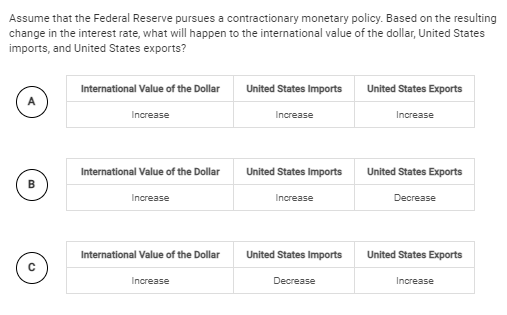 Assume that the Federal Reserve pursues a contractionary monetary policy. Based on the resulting
change in the interest rate, what will happen to the international value of the dollar, United States
imports, and United States exports?
International Value of the Dollar United States Imports United States Exports
A
Increase Increase Increase
International Value of the Dollar United States Imports United States Exports
B
Increase Increase Decrease
International Value of the Dollar United States Imports United States Exports
C
Increase Decrease Increase